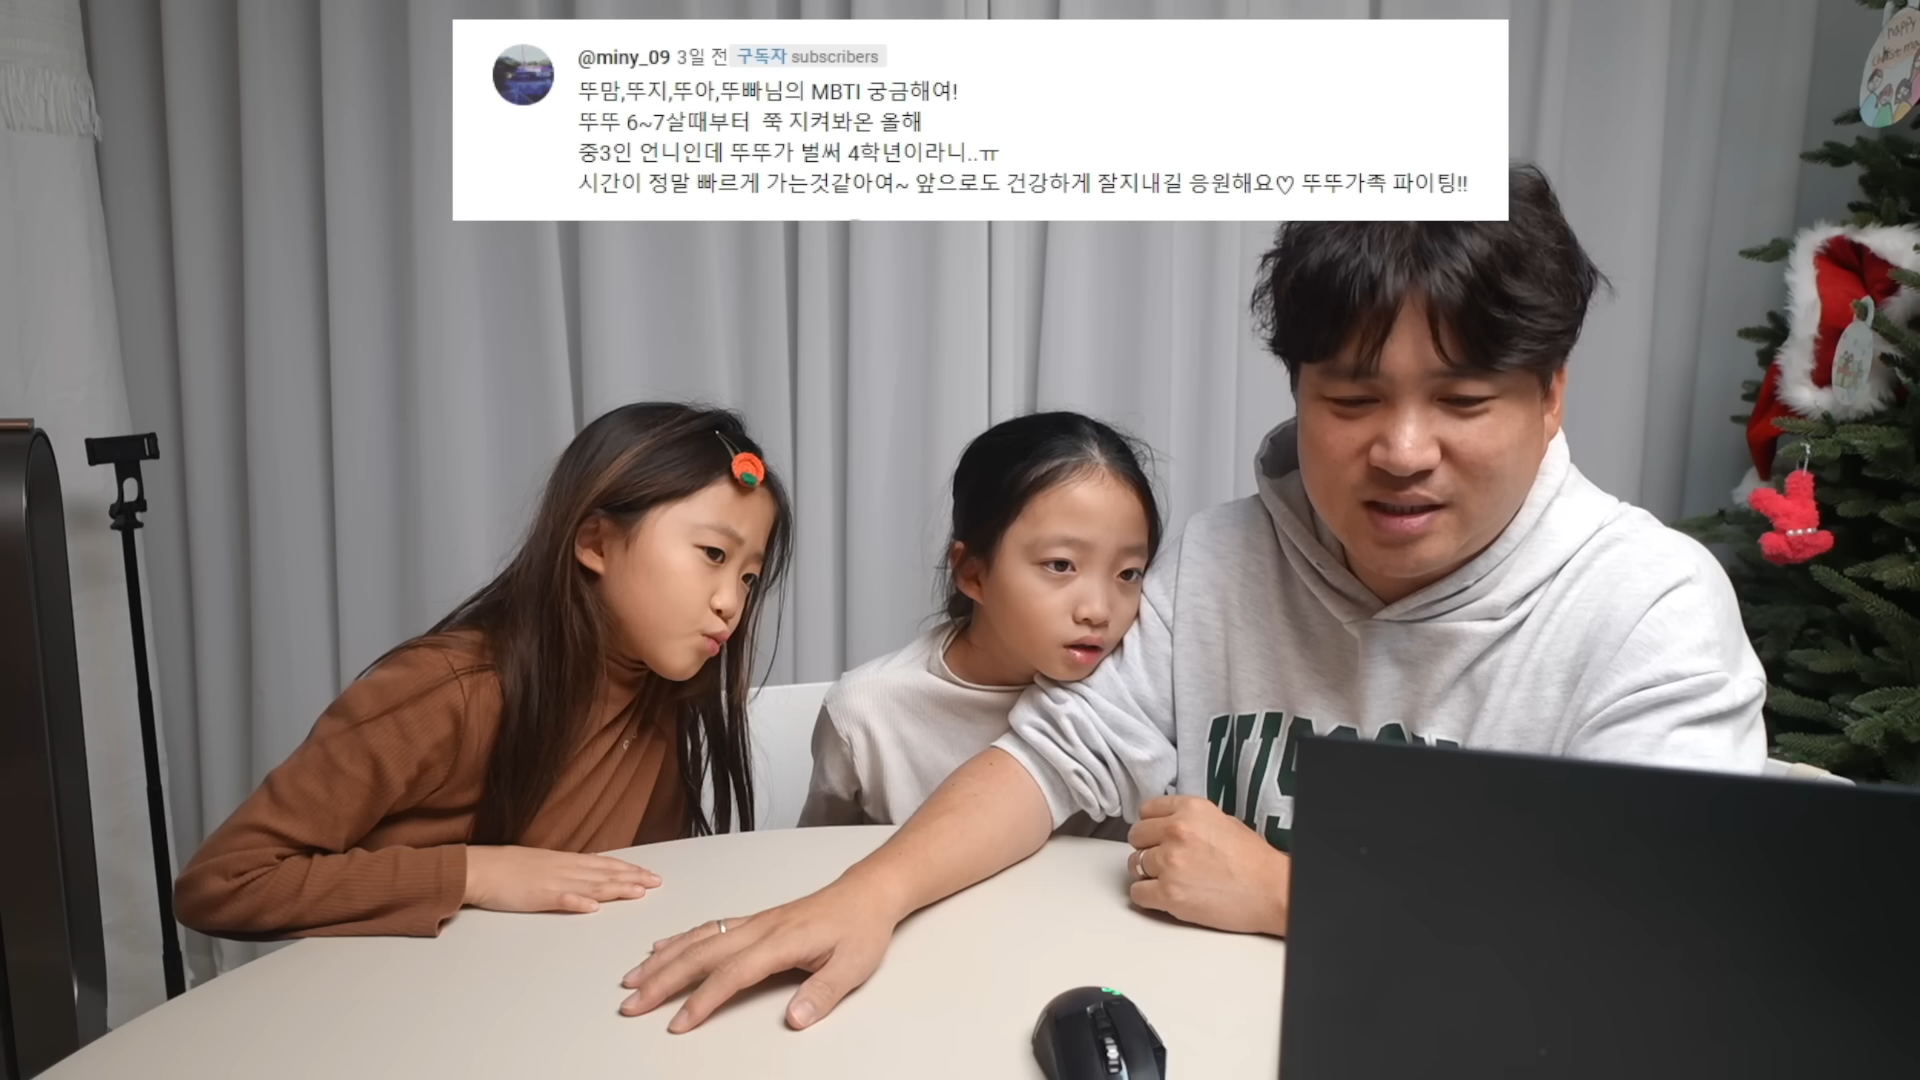 @miny_09 3일 전 구독자 subscribers
뚜맘,뚜지,뚜아,뚜빠님의 MBTI 궁금해여!
뚜뚜 6~7살때부터 쭉 지켜봐온 올해
중3인 언니인데 뚜뚜가 벌써 4학년이라니..ㅠ
시간이 정말 빠르게 가는것같아여~ 앞으로도 건강하게 잘지내길 응원해요♡ 뚜뚜가족 파이팅!!
happy